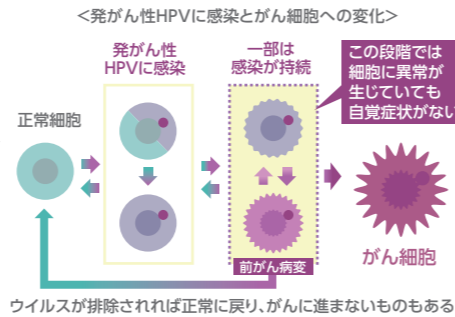 ＜発がん性HPVに感染とがん細胞への変化＞
発がん性
HPVに感染
一部は
感染が持続
この段階では
細胞に異常が
生じていても
自覚症状がない
正常細胞
前がん病変
がん細胞
ウイルスが排除されれば正常に戻り、がんに進まないものもある